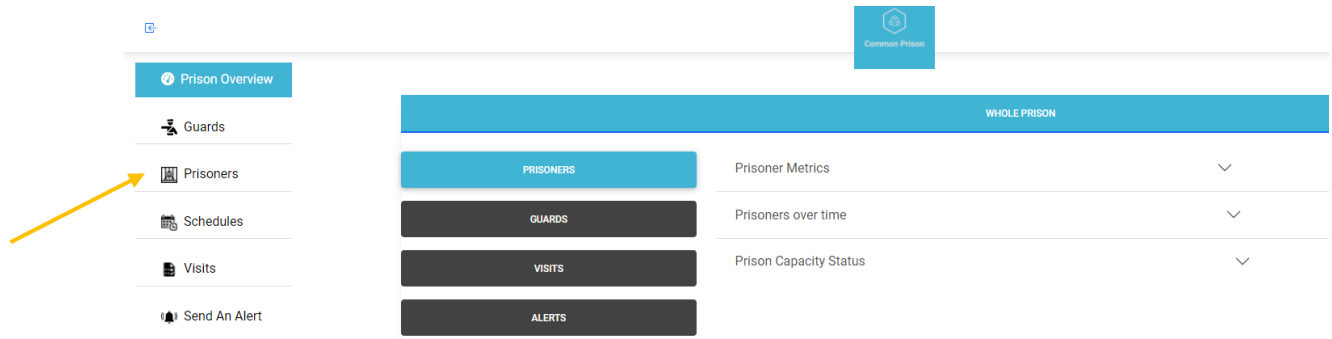 Common Prison
Prison Overview
Guards
Prisoners
Schedules
Visits
Send An Alert
WHOLE PRISON
PRISONERS
GUARDS
VISITS
ALERTS
Prisoner Metrics
Prisoners over time
Prison Capacity Status